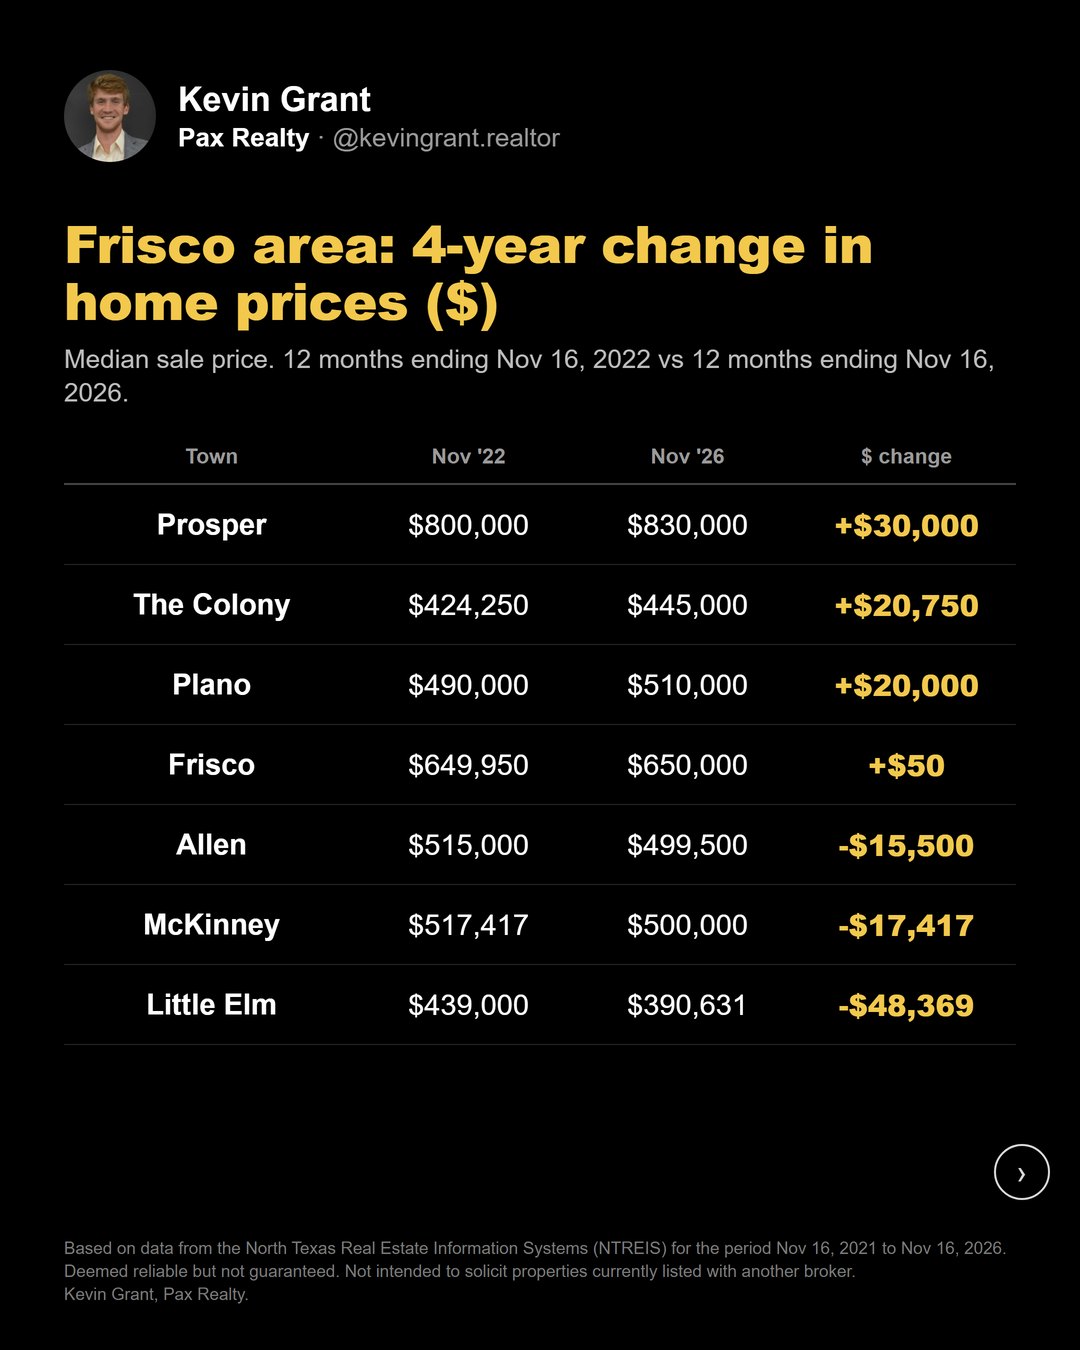 Kevin Grant
Pax Realty · @kevingrant.realtor
Frisco area: 4-year change in
home prices ($)
Median sale price. 12 months ending Nov 16, 2022 vs 12 months ending Nov 16,
2026.
Town Nov '22 Nov '26 $ change
Prosper $800,000 $830,000 +$30,000
The Colony $424,250 $445,000 +$20,750
Plano $490,000 $510,000 +$20,000
Frisco $649,950 $650,000 +$50
Allen $515,000 $499,500 -$15,500
McKinney $517,417 $500,000 -$17,417
Little Elm $439,000 $390,631 -$48,369
Based on data from the North Texas Real Estate Information Systems (NTREIS) for the period Nov 16, 2021 to Nov 16, 2026.
Deemed reliable but not guaranteed. Not intended to solicit properties currently listed with another broker.
Kevin Grant, Pax Realty.